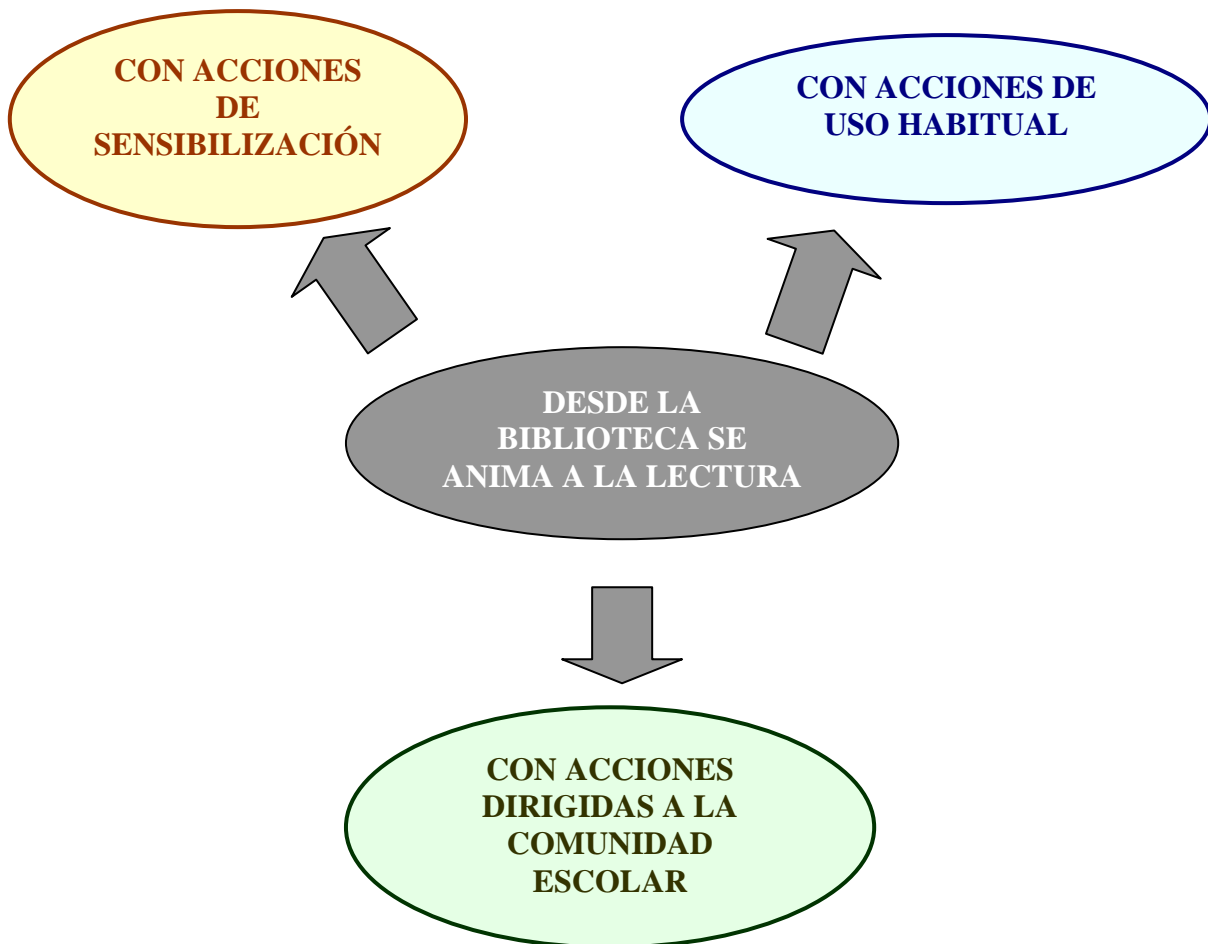 CON ACCIONES
DE
SENSIBILIZACIÓN
CON ACCIONES DE
USO HABITUAL
DESDE LA
BIBLIOTECA SE
ANIMA A LA LECTURA
CON ACCIONES
DIRIGIDAS A LA
COMUNIDAD
ESCOLAR